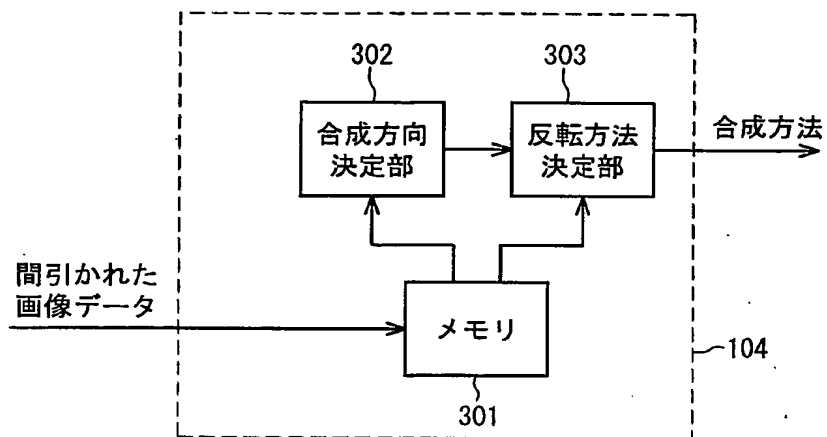 302
303
合成方向
決定部
反転方法
決定部
合成方法
間引かれた
画像データ
メモリ
104
301